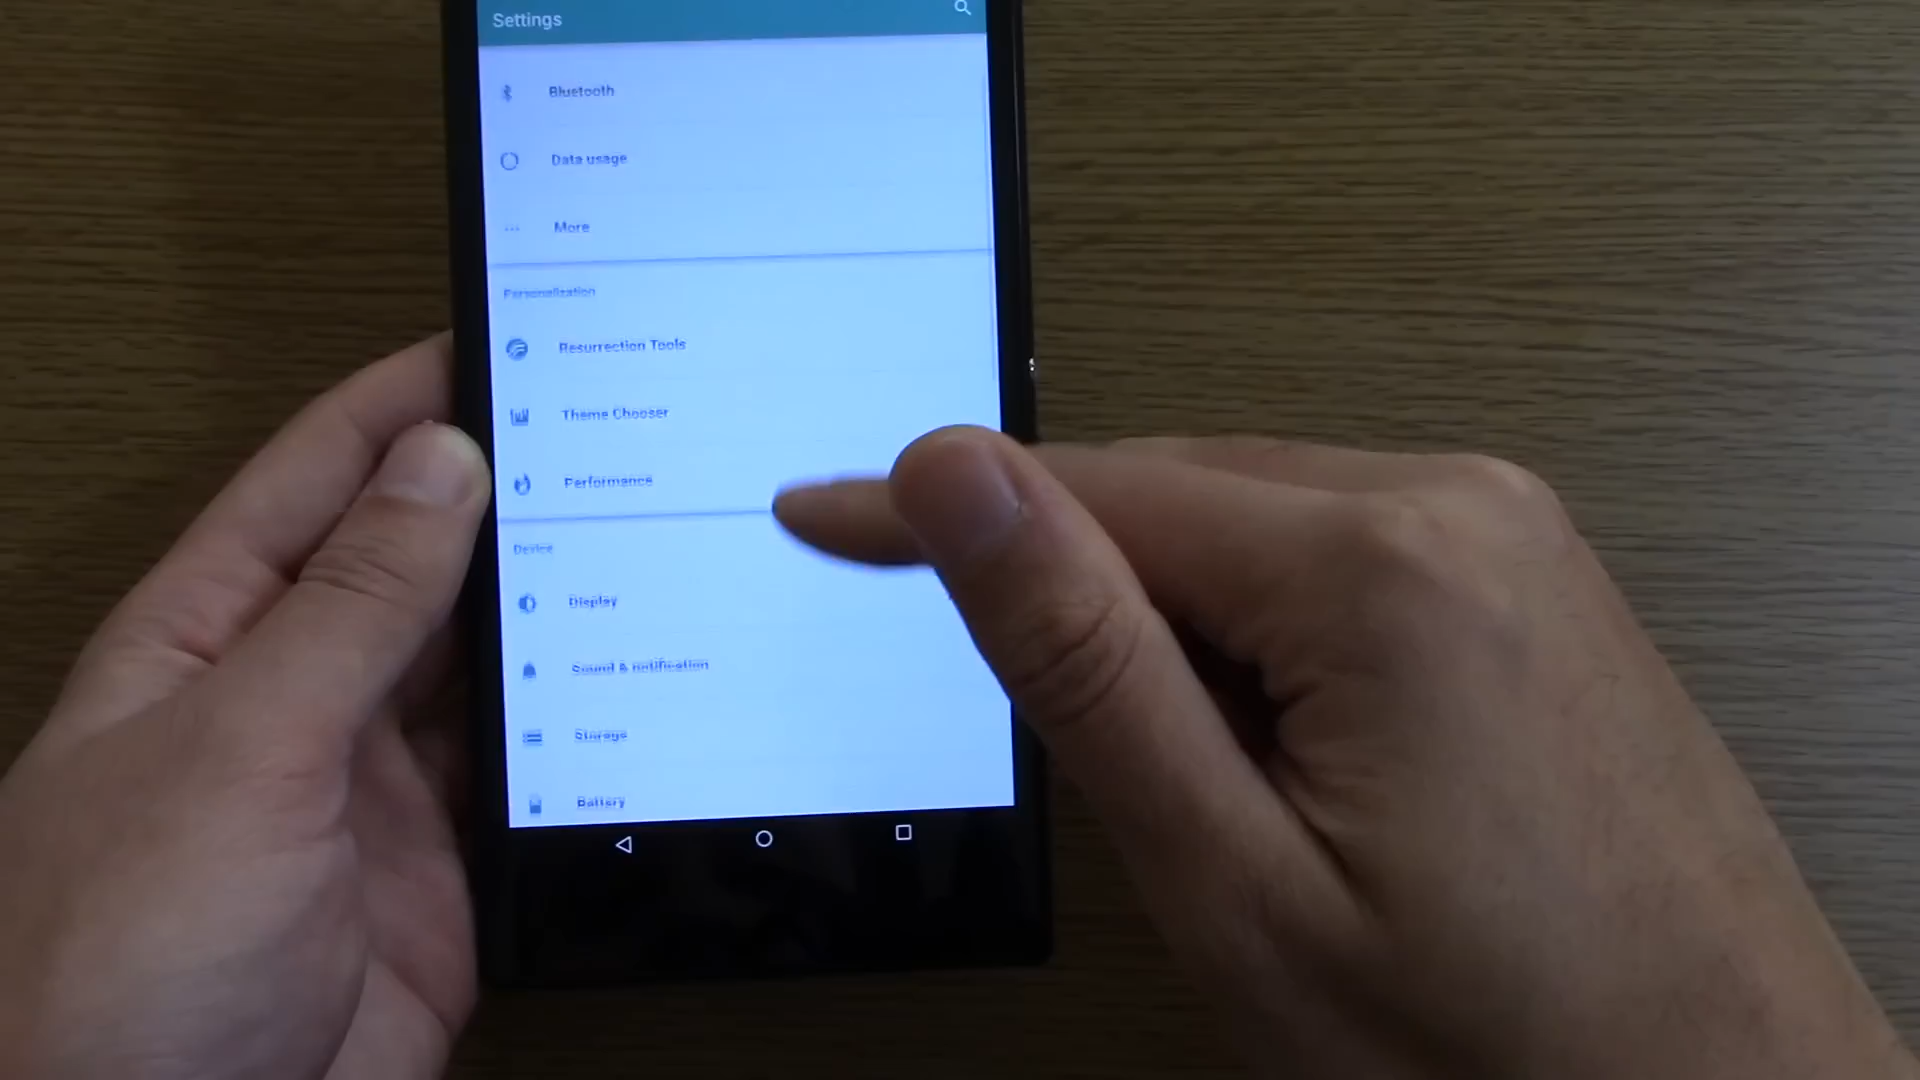 Settings
Bluetooth
Data usage
More
Personalization
Resurrection Tools
Theme Chooser
Performance
Device
Display
Sound & notification
Storage
Battery